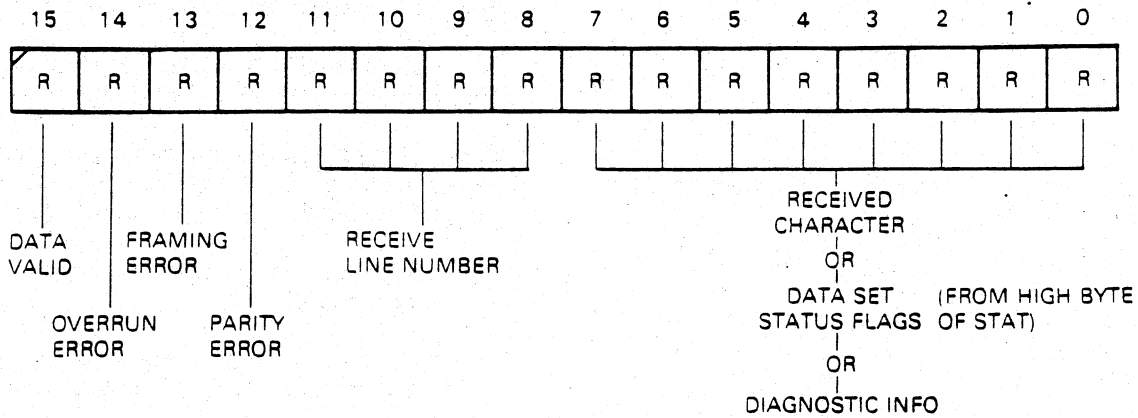 15 14 13 12 11 10 9 8 7 6 5 4 3 2 1 0
R R R R R R R R R R R R R R R R
DATA
VALID
OVERRUN
ERROR
FRAMING
ERROR
PARITY
ERROR
RECEIVE
LINE NUMBER
RECEIVED
CHARACTER
OR
DATA SET
STATUS FLAGS
(FROM HIGH BYTE
OF STAT)
OR
DIAGNOSTIC INFO